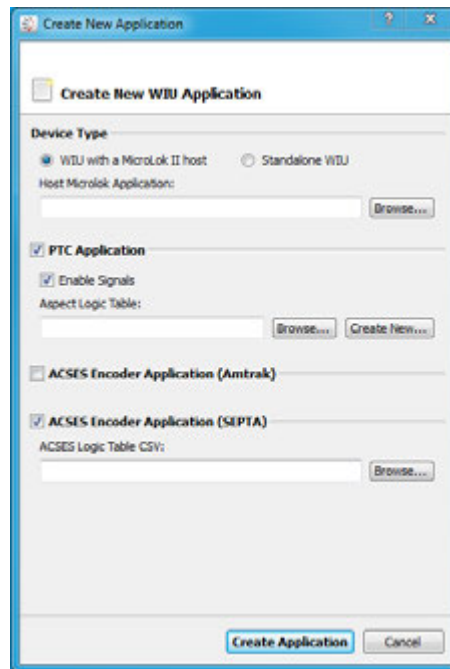 Create New Application
Create New WIU Application
Device Type
WIU with a MicroLok II host Standalone WIU
Host Microlok Application:
Browse...
PTC Application
Enable Signals
Aspect Logic Table:
Browse... Create New...
ACSES Encoder Application (Amtrak)
ACSES Encoder Application (SEPTA)
ACSES Logic Table CSV:
Browse...
Create Application Cancel